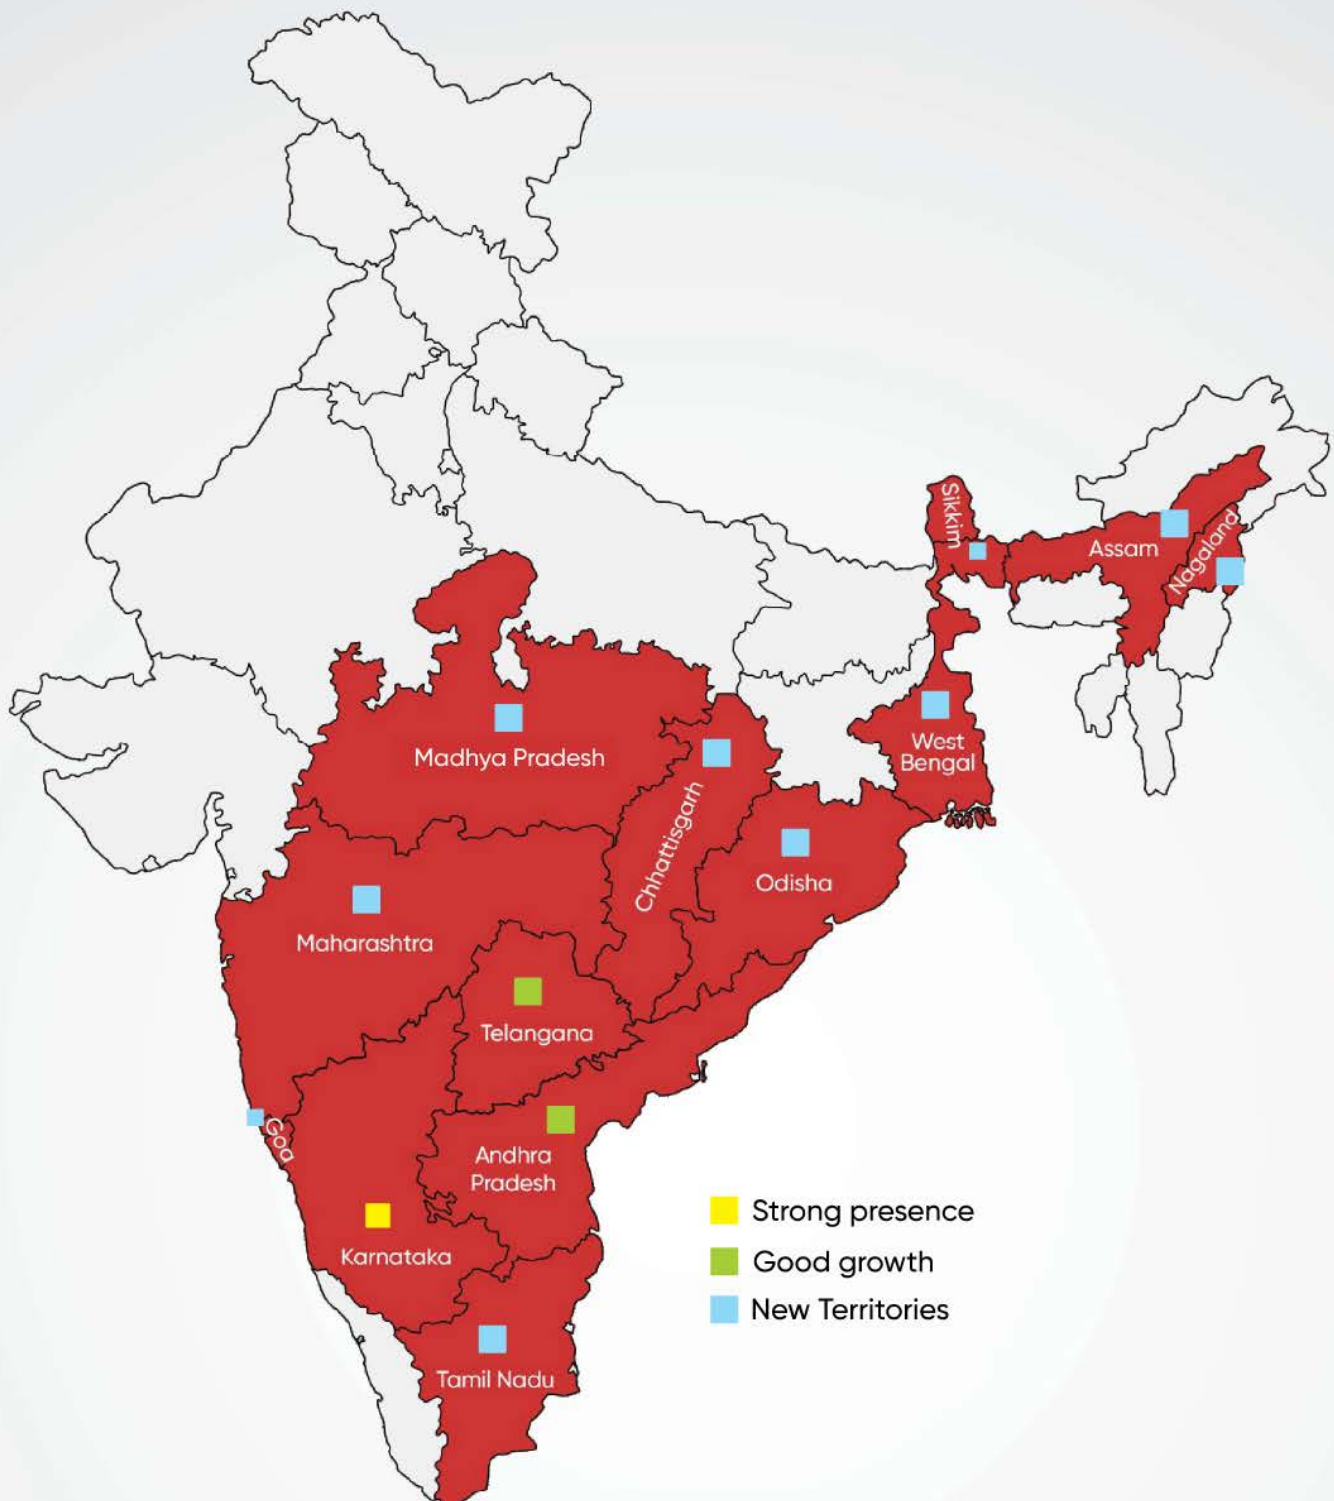 Sikkim
Assam
Nagaland
West
Bengal
Madhya Pradesh
Chhattisgarh
Odisha
Maharashtra
Telangana
Goa
Andhra
Pradesh
Karnataka
Tamil Nadu
Strong presence
Good growth
New Territories